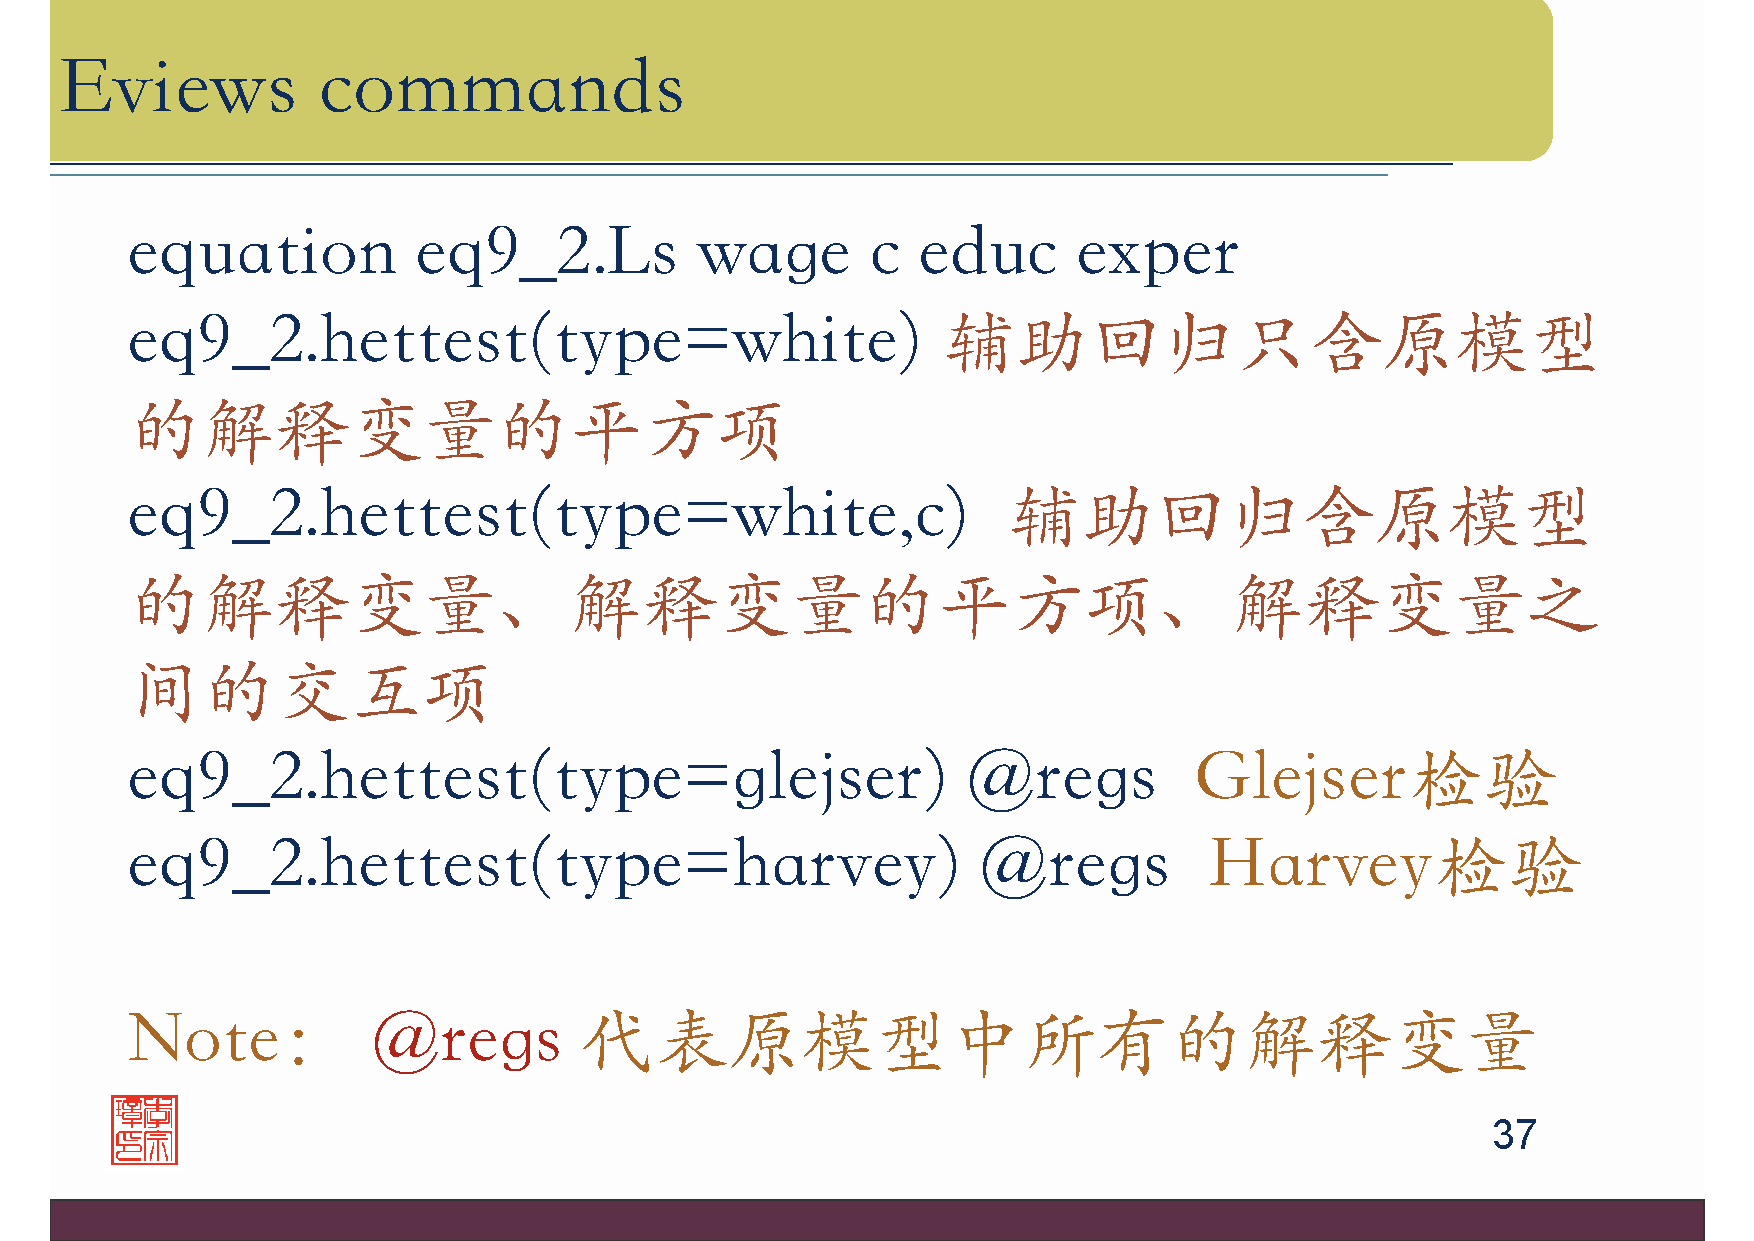 Eviews commands
equation eq9_2.Ls wage c educ exper
eq9_2.hettest(type=white) 辅助回归只含原模型
的解释变量的平方项
eq9_2.hettest(type=white,c) 辅助回归含原模型
的解释变量、解释变量的平方项、解释变量之
间的交互项
eq9_2.hettest(type=glejser) @regs Glejser检验
eq9_2.hettest(type=harvey) @regs Harvey检验
Note： @regs 代表原模型中所有的解释变量
李宗
璋印
37